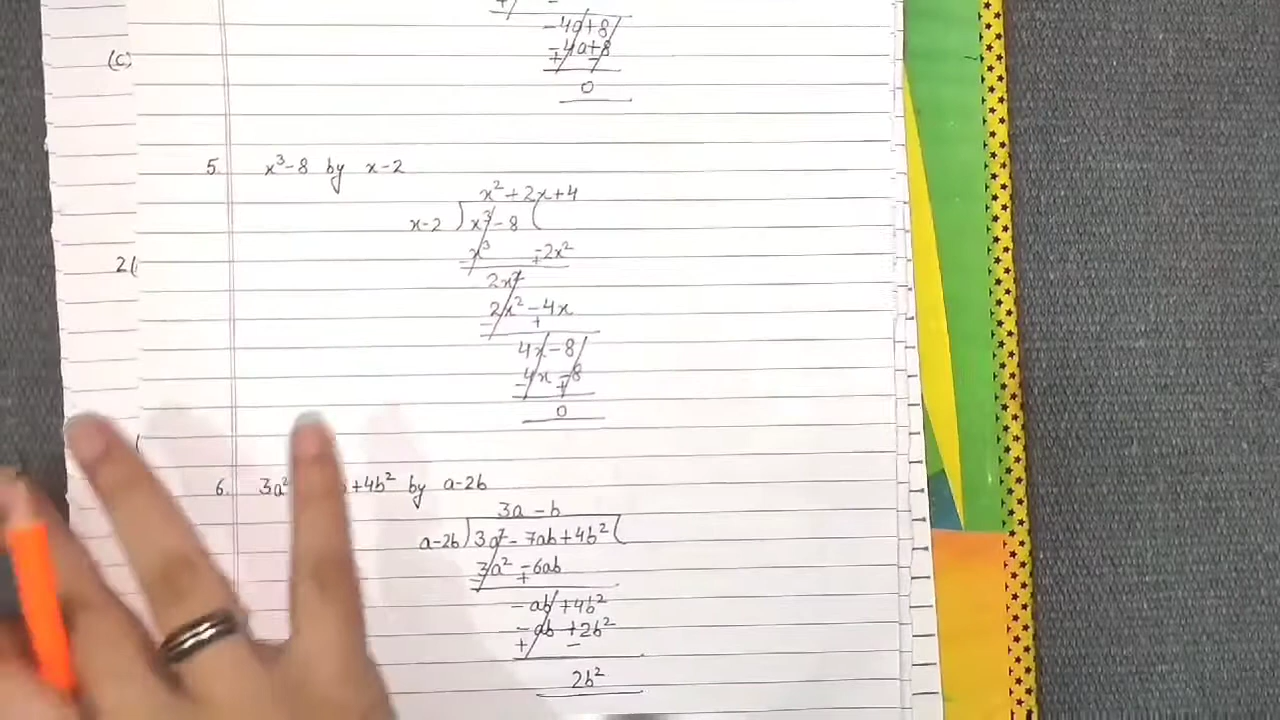 -4a+8
-4a+8
+ -
0
(C)
5. x³-8 by x-2
x²+2x+4
x-2 ) x³-8 (
x³ -2x²
- +
2x²
2x²-4x
- +
4x-8
4x-8
- +
0
2(
(
6. 3a² +4b² by a-2b
3a-b
a-2b ) 3a²-7ab+4b² (
3a²-6ab
- +
-ab+4b²
-ab+2b²
+ -
2b²